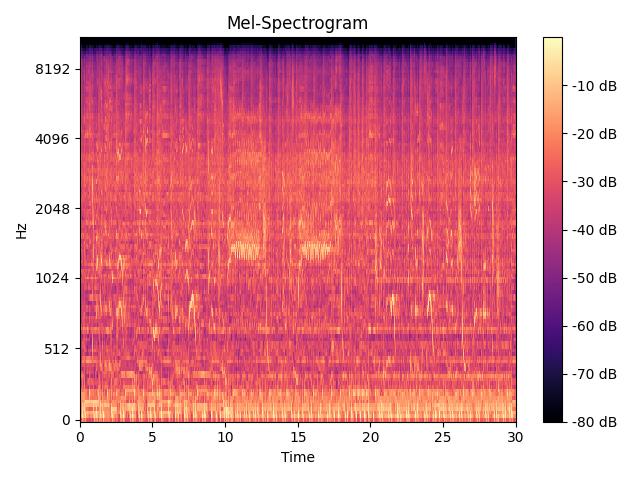 Mel-Spectrogram
8192
4096
2048
1024
512
0
Hz
0 5 10 15 20 25 30
Time
-10 dB
-20 dB
-30 dB
-40 dB
-50 dB
-60 dB
-70 dB
-80 dB